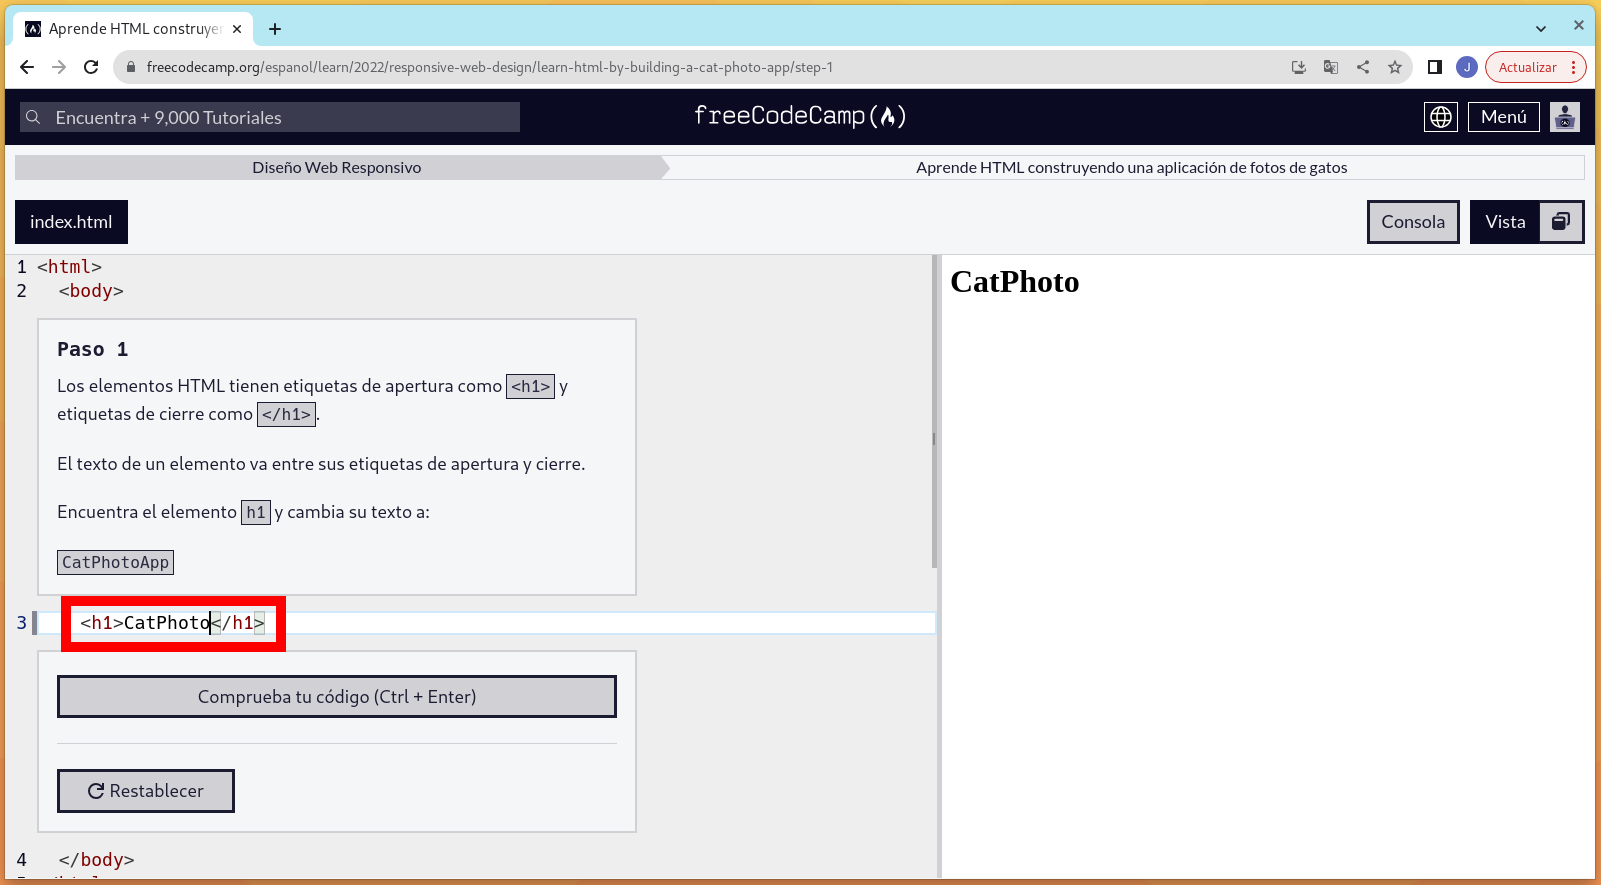 Aprende HTML construye
freecodecamp.org/espanol/learn/2022/responsive-web-design/learn-html-by-building-a-cat-photo-app/step-1
J
Actualizar
Encuentra + 9,000 Tutoriales
freeCodeCamp
Menú
Diseño Web Responsivo
Aprende HTML construyendo una aplicación de fotos de gatos
index.html
Consola
Vista
1 <html>
2 <body>
CatPhoto
Paso 1
Los elementos HTML tienen etiquetas de apertura como <h1> y
etiquetas de cierre como </h1>.
El texto de un elemento va entre sus etiquetas de apertura y cierre.
Encuentra el elemento h1 y cambia su texto a:
CatPhotoApp
3 <h1>CatPhoto</h1>
Comprueba tu código (Ctrl + Enter)
Restablecer
4 </body>